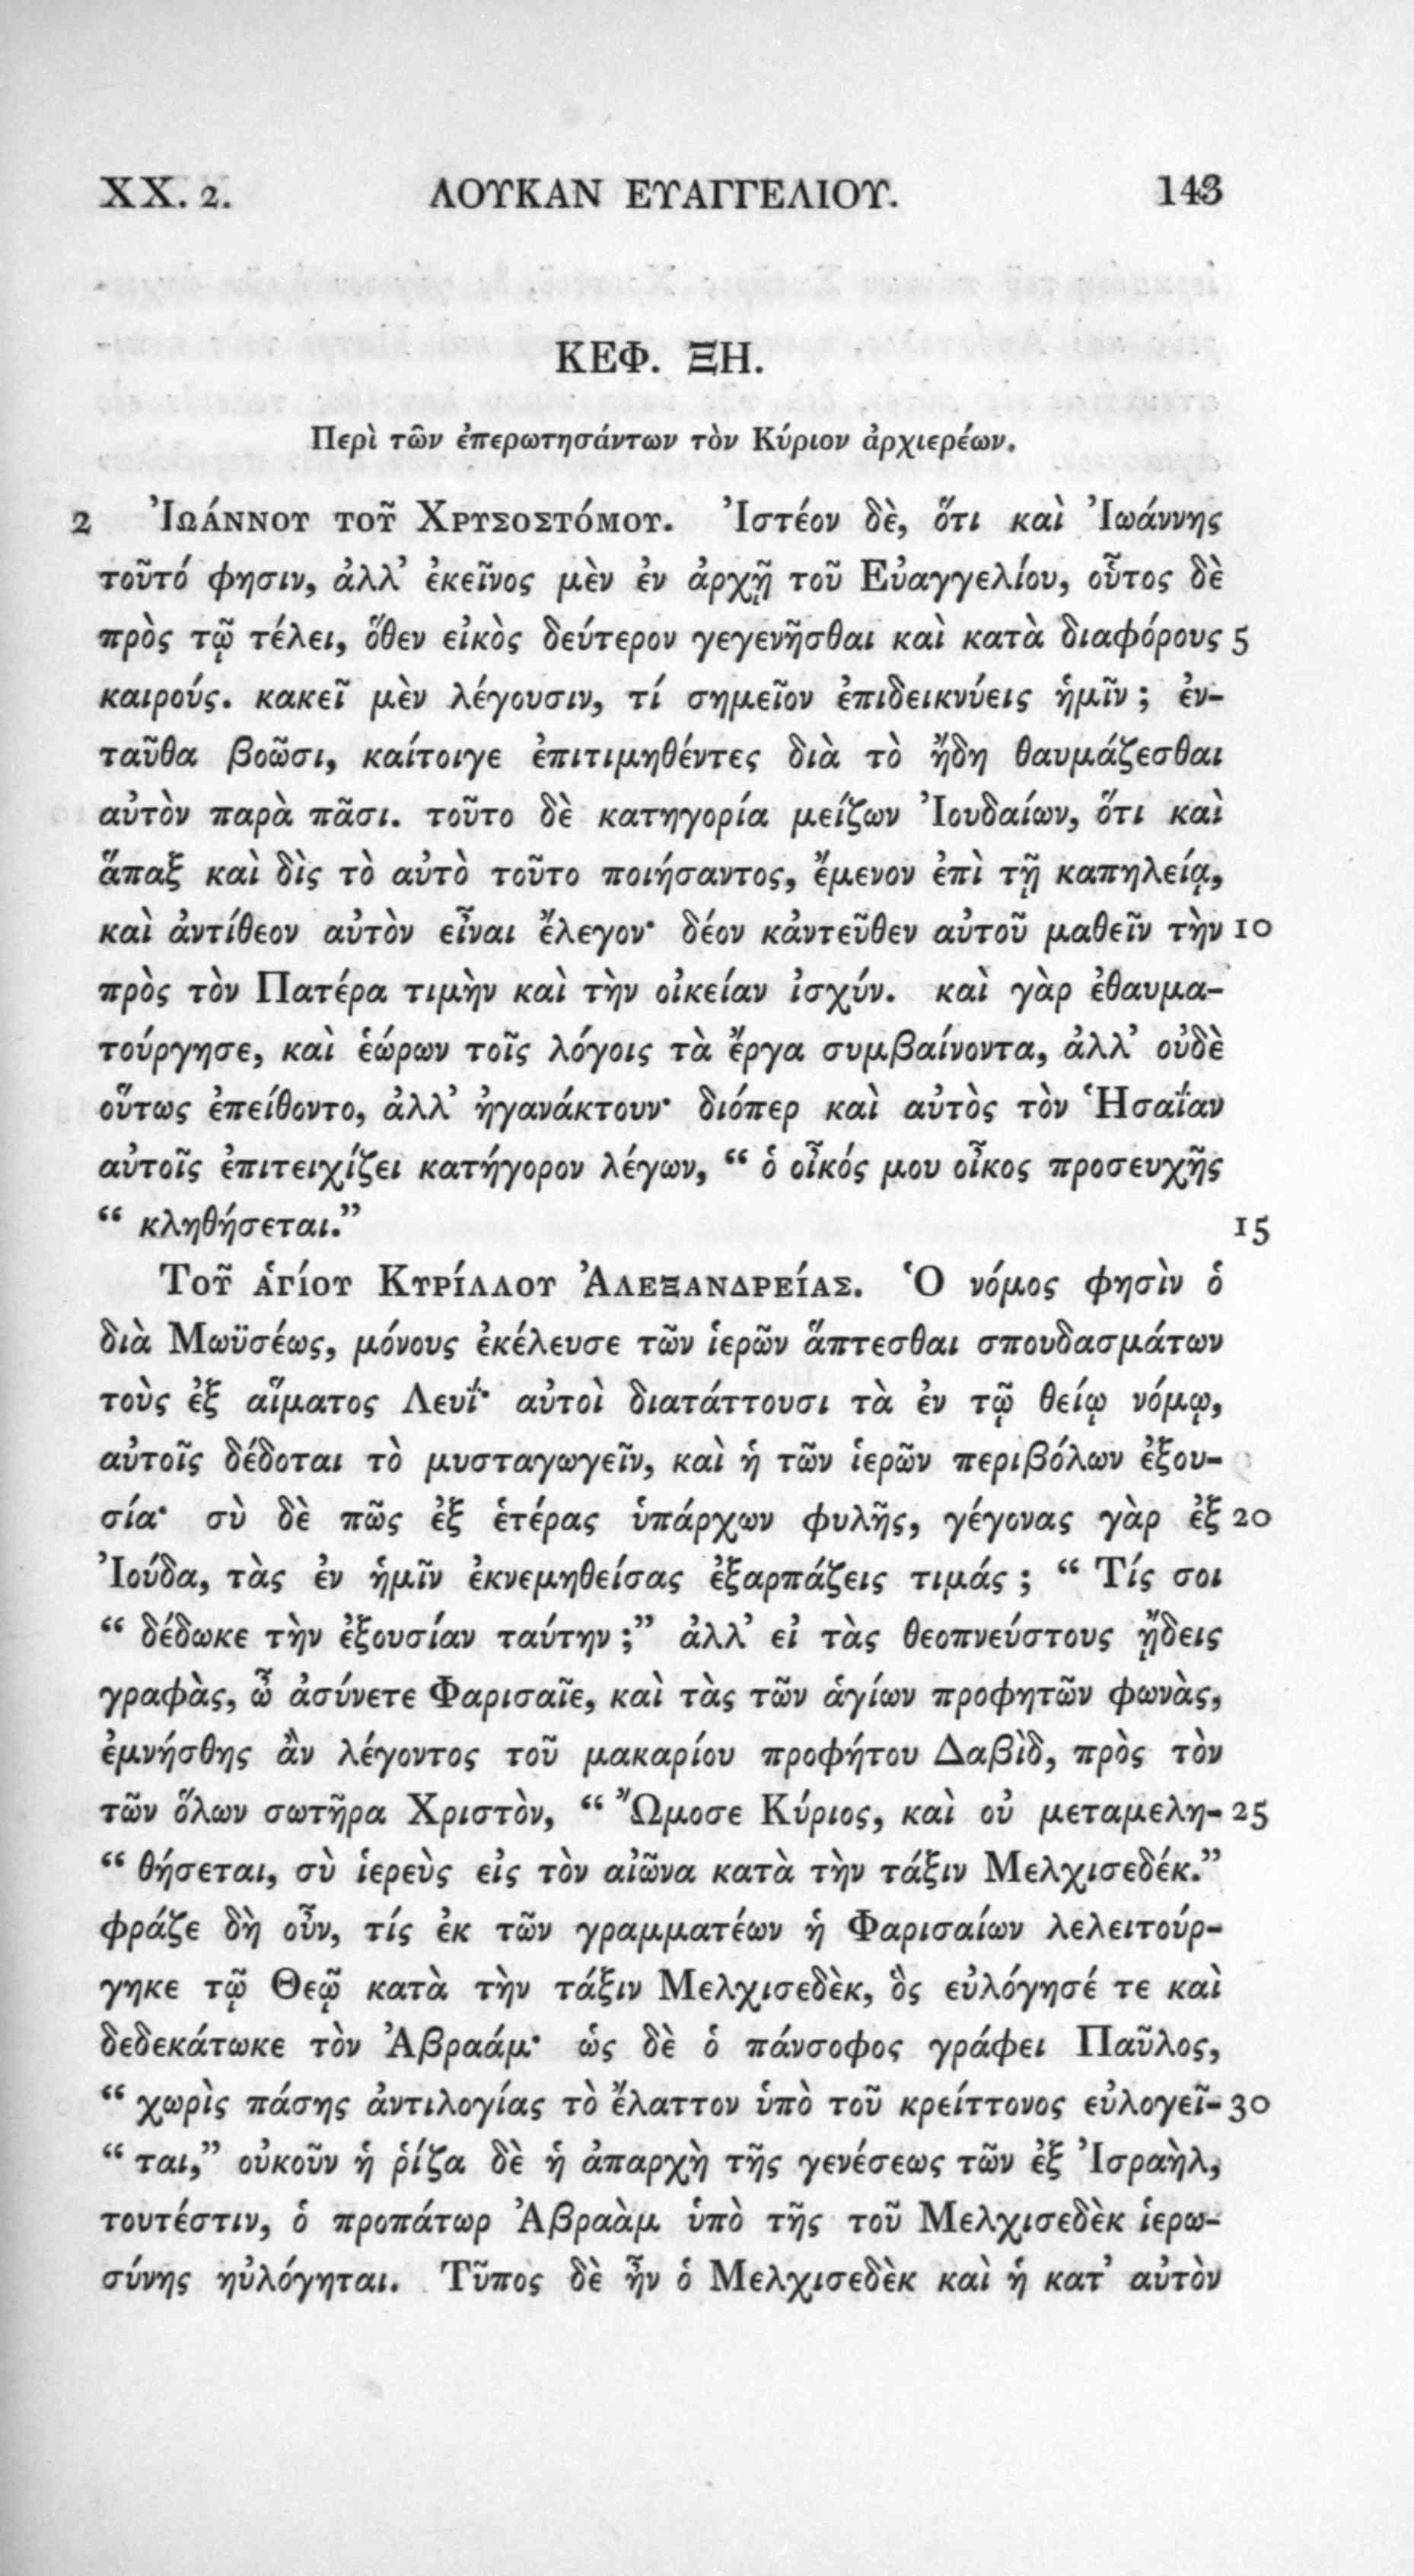 XX. 2. ΛΟΥΚΑΝ ΕΥΑΓΓΕΛΙΟΥ. 143
ΚΕΦ. ΞΗ.
Περὶ τῶν ἐπερωτησάντων τὸν Κύριον ἀρχιερέων.
2 Ἰωάννου τοῦ Χρυσοστόμου. Ἰστέον δὲ, ὅτι καὶ Ἰωάννης
τοῦτό φησιν, ἀλλ’ ἐκεῖνος μὲν ἐν ἀρχῇ τοῦ Εὐαγγελίου, οὗτος δὲ
πρὸς τῷ τέλει, ὅθεν εἰκὸς δεύτερον γεγενῆσθαι καὶ κατὰ διαφόρους 5
καιρούς. κακεῖ μὲν λέγουσιν, τί σημεῖον ἐπιδεικνύεις ἡμῖν ; ἐν-
ταῦθα βοῶσι, καίτοιγε ἐπιτιμηθέντες διὰ τὸ ἤδη θαυμάζεσθαι
αὐτὸν παρὰ πᾶσι. τοῦτο δὲ κατηγορία μείζων Ἰουδαίων, ὅτι καὶ
ἅπαξ καὶ δὶς τὸ αὐτὸ τοῦτο ποιήσαντος, ἔμενον ἐπὶ τῇ καπηλείᾳ,
καὶ ἀντίθεον αὐτὸν εἶναι ἔλεγον· δέον κἀντεῦθεν αὐτοῦ μαθεῖν τὴν 10
πρὸς τὸν Πατέρα τιμὴν καὶ τὴν οἰκείαν ἰσχύν. καὶ γὰρ ἐθαυμα-
τούργησε, καὶ ἑώρων τοῖς λόγοις τὰ ἔργα συμβαίνοντα, ἀλλ’ οὐδὲ
οὕτως ἐπείθοντο, ἀλλ’ ἠγανάκτουν· διόπερ καὶ αὐτὸς τὸν Ἡσαΐαν
αὐτοῖς ἐπιτειχίζει κατήγορον λέγων, “ ὁ οἶκός μου οἶκος προσευχῆς
“ κληθήσεται.” 15
Τοῦ ἁγίου Κυρίλλου Ἀλεξανδρείας. Ὁ νόμος φησὶν ὁ
διὰ Μωϋσέως, μόνους ἐκέλευσε τῶν ἱερῶν ἅπτεσθαι σπουδασμάτων
τοὺς ἐξ αἵματος Λευΐ· αὐτοὶ διατάττουσι τὰ ἐν τῷ θείῳ νόμῳ,
αὐτοῖς δέδοται τὸ μυσταγωγεῖν, καὶ ἡ τῶν ἱερῶν περιβόλων ἐξου-
σία· σὺ δὲ πῶς ἐξ ἑτέρας ὑπάρχων φυλῆς, γέγονας γὰρ ἐξ 20
Ἰούδα, τὰς ἐν ἡμῖν ἐκνεμηθείσας ἐξαρπάζεις τιμάς ; “ Τίς σοι
“ δέδωκε τὴν ἐξουσίαν ταύτην ;” ἀλλ’ εἰ τὰς θεοπνεύστους ᾔδεις
γραφὰς, ὦ ἀσύνετε Φαρισαῖε, καὶ τὰς τῶν ἁγίων προφητῶν φωνὰς,
ἐμνήσθης ἂν λέγοντος τοῦ μακαρίου προφήτου Δαβὶδ, πρὸς τὸν
τῶν ὅλων σωτῆρα Χριστὸν, “ Ὤμοσε Κύριος, καὶ οὐ μεταμελη- 25
“ θήσεται, σὺ ἱερεὺς εἰς τὸν αἰῶνα κατὰ τὴν τάξιν Μελχισεδέκ.”
φράζε δὴ οὖν, τίς ἐκ τῶν γραμματέων ἡ Φαρισαίων λελειτούρ-
γηκε τῷ Θεῷ κατὰ τὴν τάξιν Μελχισεδὲκ, ὃς εὐλόγησέ τε καὶ
δεδεκάτωκε τὸν Ἀβραάμ· ὡς δὲ ὁ πάνσοφος γράφει Παῦλος,
“ χωρὶς πάσης ἀντιλογίας τὸ ἔλαττον ὑπὸ τοῦ κρείττονος εὐλογεῖ- 30
“ ται,” οὐκοῦν ἡ ῥίζα δὲ ἡ ἀπαρχὴ τῆς γενέσεως τῶν ἐξ Ἰσραὴλ,
τουτέστιν, ὁ προπάτωρ Ἀβραὰμ ὑπὸ τῆς τοῦ Μελχισεδὲκ ἱερω-
σύνης ηὐλόγηται. Τῦπος δὲ ἦν ὁ Μελχισεδὲκ καὶ ἡ κατ’ αὐτὸν